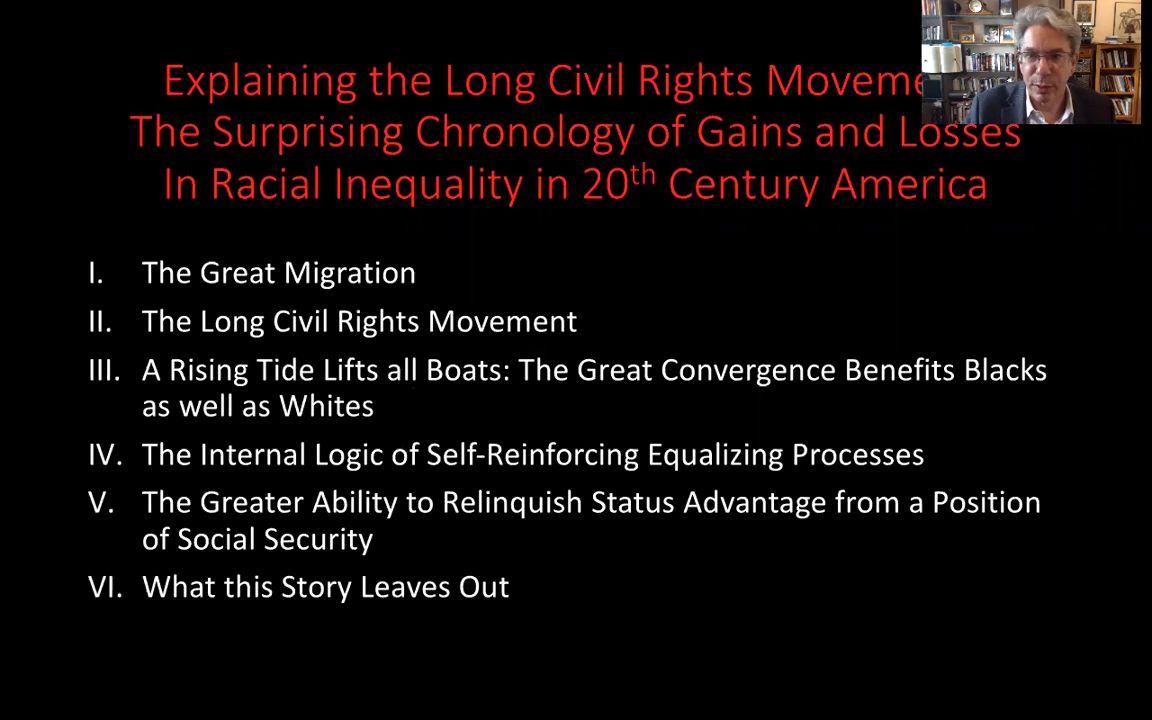 Explaining the Long Civil Rights
The Surprising Chronology of Gains and Losses
In Racial Inequality in 20th Century America
I. The Great Migration
II. The Long Civil Rights Movement
III. A Rising Tide Lifts all Boats: The Great Convergence Benefits Blacks
as well as Whites
IV. The Internal Logic of Self-Reinforcing Equalizing Processes
V. The Greater Ability to Relinquish Status Advantage from a Position
of Social Security
VI. What this Story Leaves Out